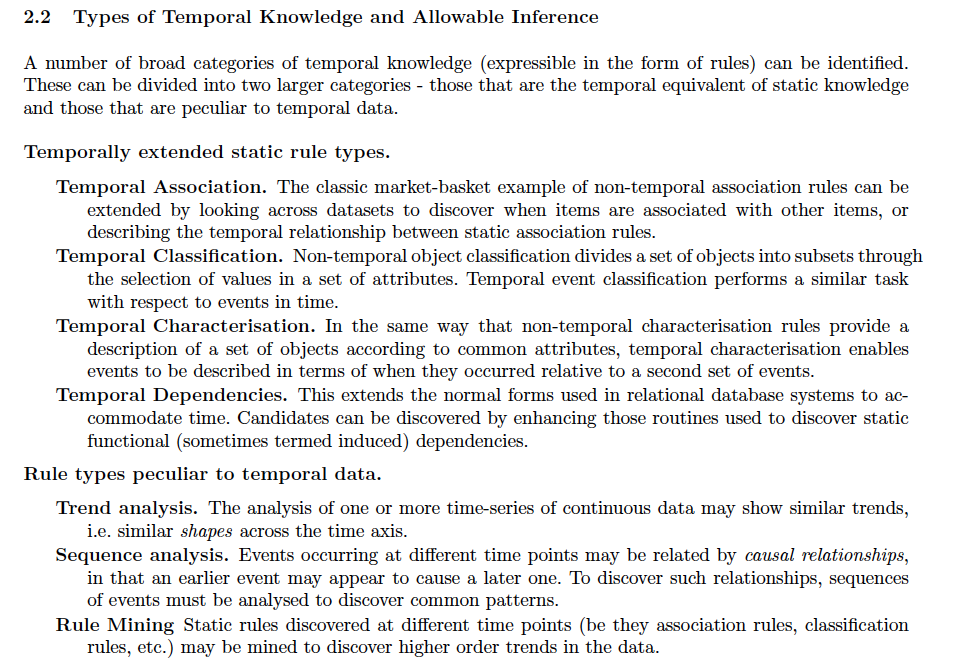 2.2 Types of Temporal Knowledge and Allowable Inference
A number of broad categories of temporal knowledge (expressible in the form of rules) can be identified.
These can be divided into two larger categories - those that are the temporal equivalent of static knowledge
and those that are peculiar to temporal data.
Temporally extended static rule types.
Temporal Association. The classic market-basket example of non-temporal association rules can be
extended by looking across datasets to discover when items are associated with other items, or
describing the temporal relationship between static association rules.
Temporal Classification. Non-temporal object classification divides a set of objects into subsets through
the selection of values in a set of attributes. Temporal event classification performs a similar task
with respect to events in time.
Temporal Characterisation. In the same way that non-temporal characterisation rules provide a
description of a set of objects according to common attributes, temporal characterisation enables
events to be described in terms of when they occurred relative to a second set of events.
Temporal Dependencies. This extends the normal forms used in relational database systems to ac-
commodate time. Candidates can be discovered by enhancing those routines used to discover static
functional (sometimes termed induced) dependencies.
Rule types peculiar to temporal data.
Trend analysis. The analysis of one or more time-series of continuous data may show similar trends,
i.e. similar shapes across the time axis.
Sequence analysis. Events occurring at different time points may be related by causal relationships,
in that an earlier event may appear to cause a later one. To discover such relationships, sequences
of events must be analysed to discover common patterns.
Rule Mining Static rules discovered at different time points (be they association rules, classification
rules, etc.) may be mined to discover higher order trends in the data.